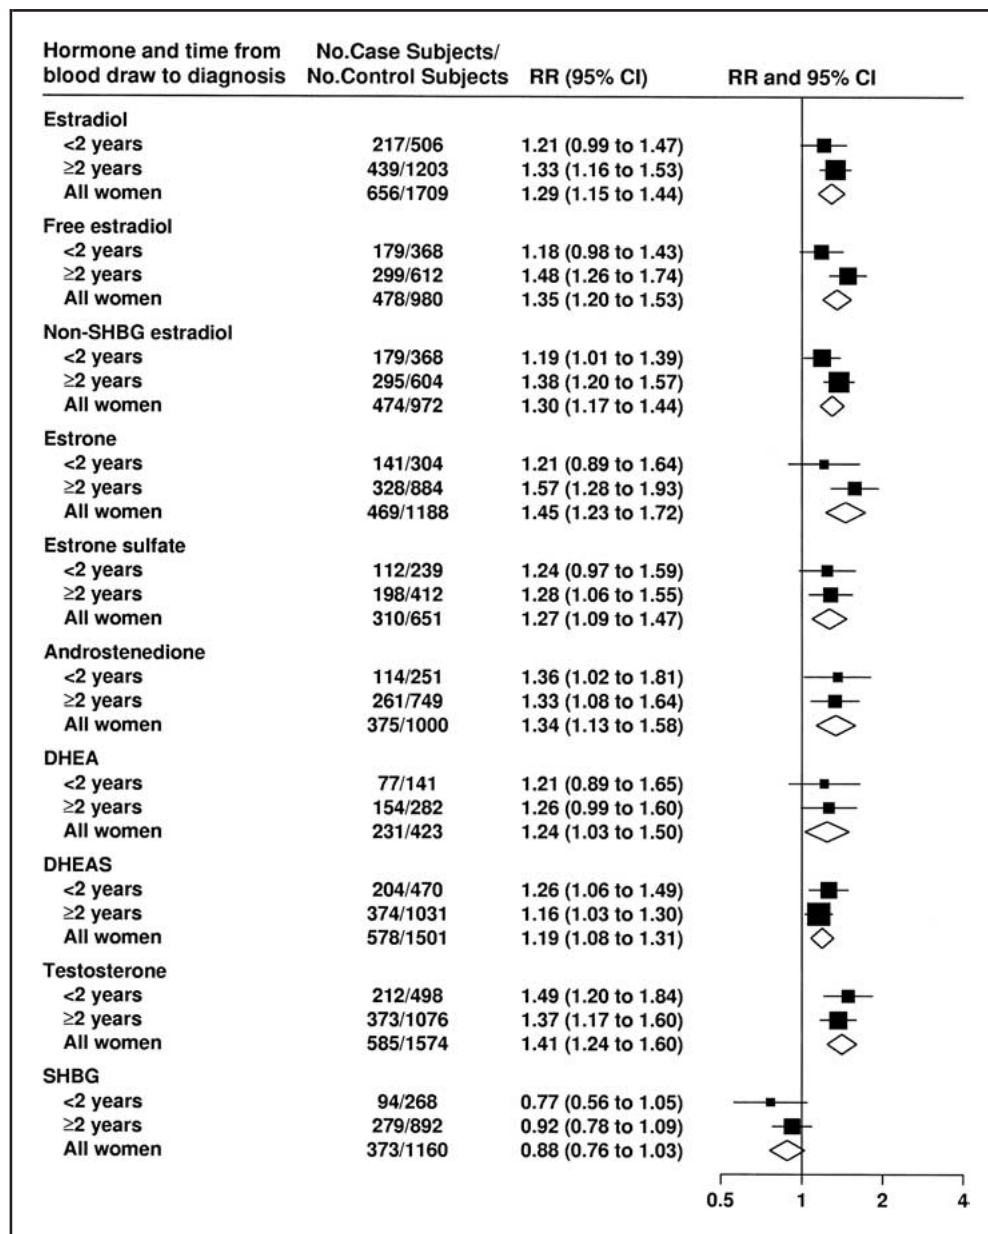 Hormone and time from No.Case Subjects/
blood draw to diagnosis No.Control Subjects RR (95% CI) RR and 95% CI
Estradiol
<2 years 217/506 1.21 (0.99 to 1.47)
≥2 years 439/1203 1.33 (1.16 to 1.53)
All women 656/1709 1.29 (1.15 to 1.44)
Free estradiol
<2 years 179/368 1.18 (0.98 to 1.43)
≥2 years 299/612 1.48 (1.26 to 1.74)
All women 478/980 1.35 (1.20 to 1.53)
Non-SHBG estradiol
<2 years 179/368 1.19 (1.01 to 1.39)
≥2 years 295/604 1.38 (1.20 to 1.57)
All women 474/972 1.30 (1.17 to 1.44)
Estrone
<2 years 141/304 1.21 (0.89 to 1.64)
≥2 years 328/884 1.57 (1.28 to 1.93)
All women 469/1188 1.45 (1.23 to 1.72)
Estrone sulfate
<2 years 112/239 1.24 (0.97 to 1.59)
≥2 years 198/412 1.28 (1.06 to 1.55)
All women 310/651 1.27 (1.09 to 1.47)
Androstenedione
<2 years 114/251 1.36 (1.02 to 1.81)
≥2 years 261/749 1.33 (1.08 to 1.64)
All women 375/1000 1.34 (1.13 to 1.58)
DHEA
<2 years 77/141 1.21 (0.89 to 1.65)
≥2 years 154/282 1.26 (0.99 to 1.60)
All women 231/423 1.24 (1.03 to 1.50)
DHEAS
<2 years 204/470 1.26 (1.06 to 1.49)
≥2 years 374/1031 1.16 (1.03 to 1.30)
All women 578/1501 1.19 (1.08 to 1.31)
Testosterone
<2 years 212/498 1.49 (1.20 to 1.84)
≥2 years 373/1076 1.37 (1.17 to 1.60)
All women 585/1574 1.41 (1.24 to 1.60)
SHBG
<2 years 94/268 0.77 (0.56 to 1.05)
≥2 years 279/892 0.92 (0.78 to 1.09)
All women 373/1160 0.88 (0.76 to 1.03)
0.5 1 2 4